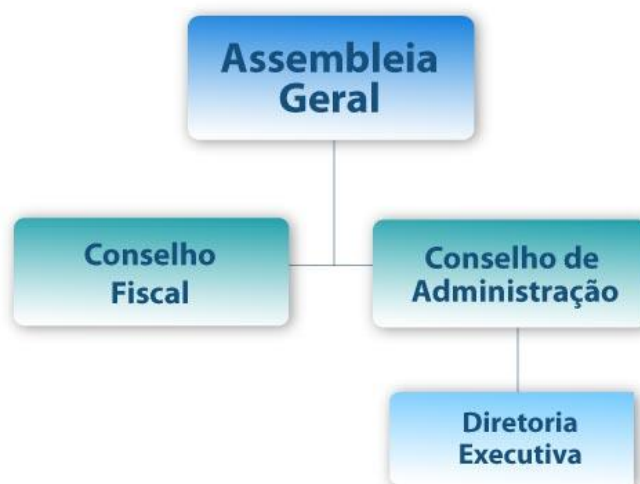 Assembleia
Geral
Conselho
Fiscal
Conselho de
Administração
Diretoria
Executiva